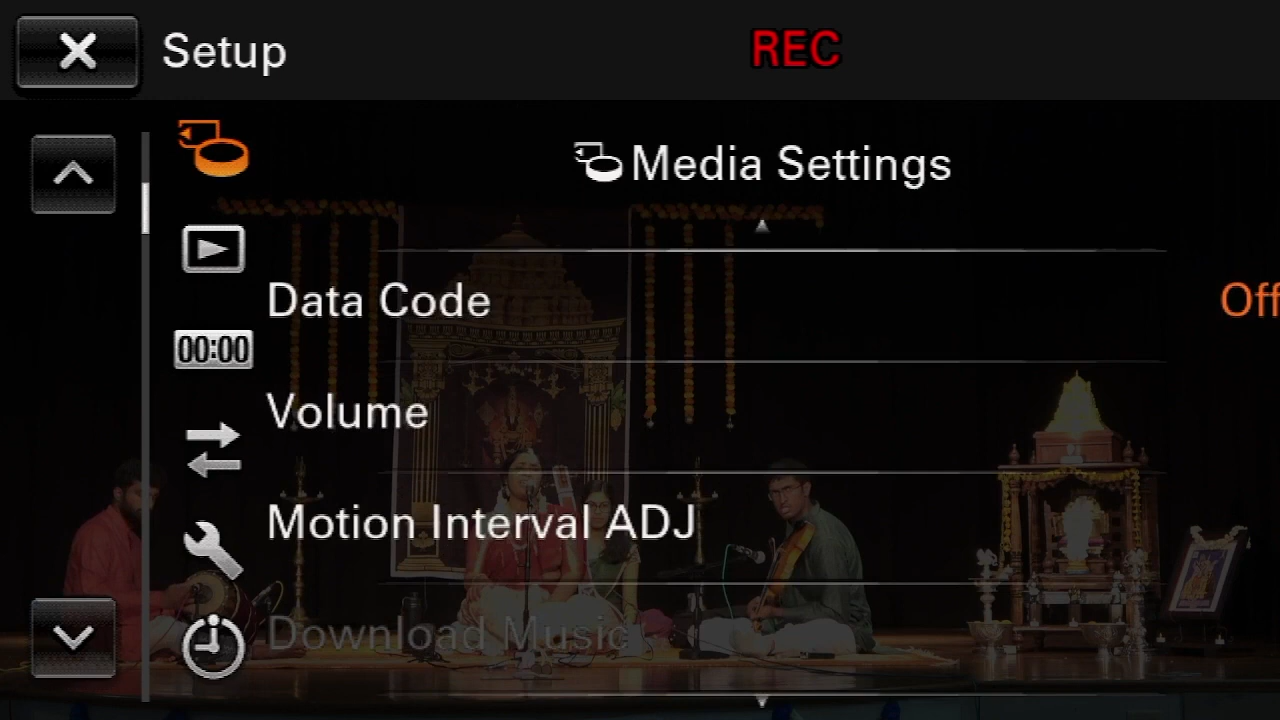 Setup
REC
Media Settings
Data Code
Off
00:00
Volume
Motion Interval ADJ
Download Music